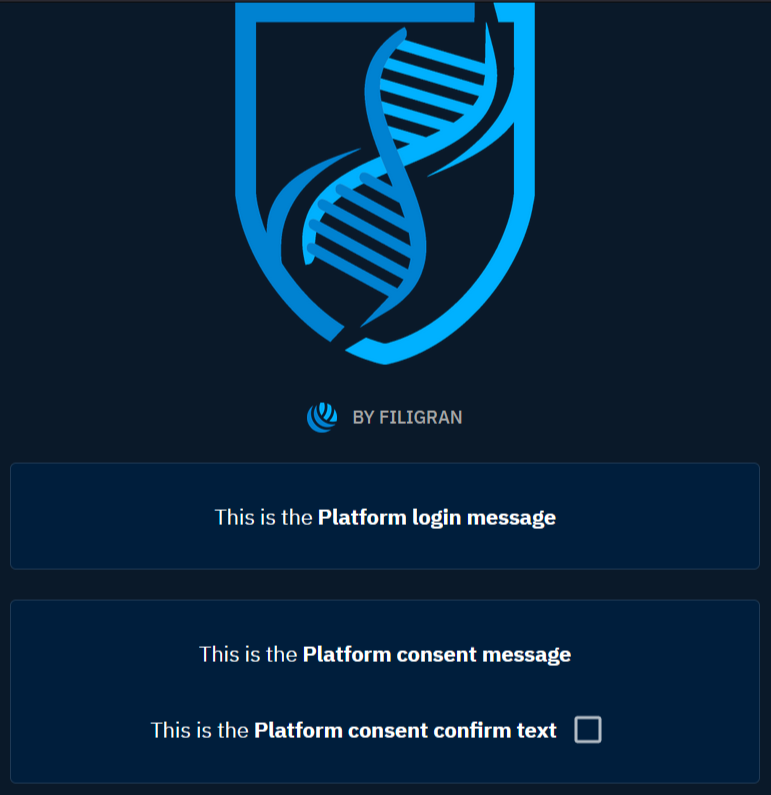 BY FILIGRAN
This is the Platform login message
This is the Platform consent message
This is the Platform consent confirm text